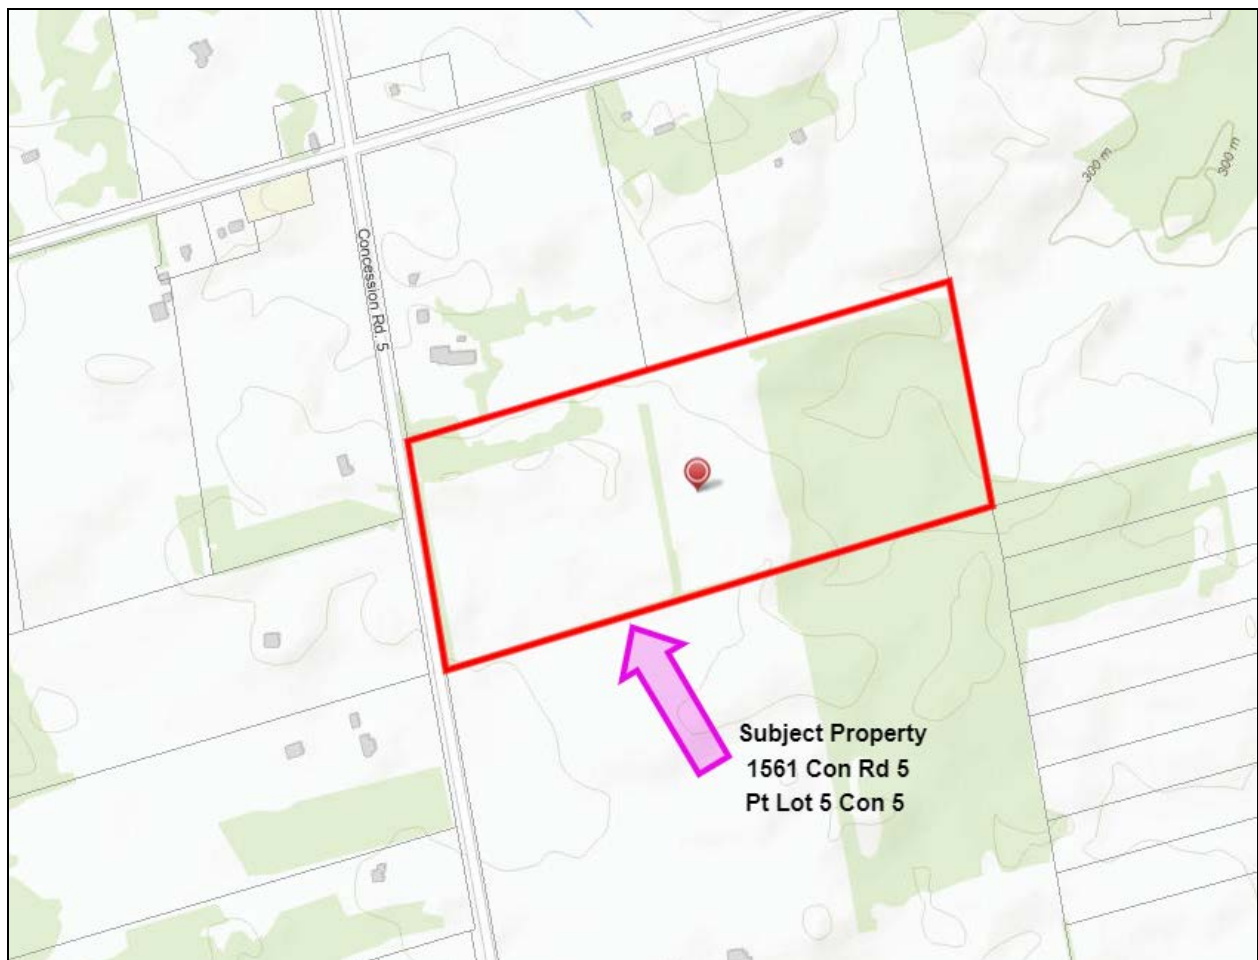 300 m
300 m
Concession Rd. 5
Subject Property
1561 Con Rd 5
Pt Lot 5 Con 5